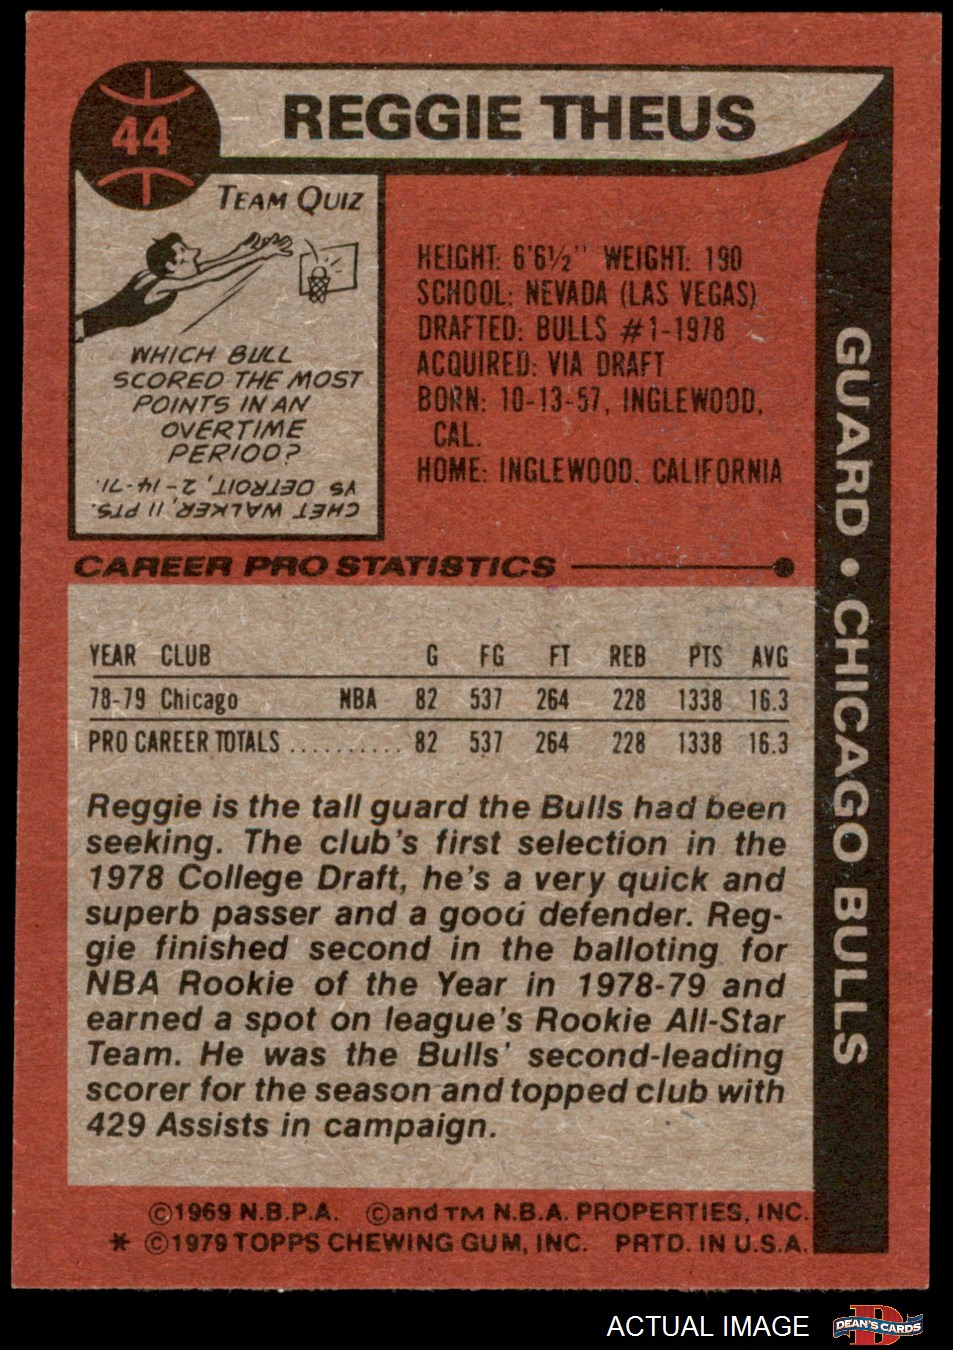 44
REGGIE THEUS
TEAM QUIZ
WHICH BULL
SCORED THE MOST
POINTS IN AN
OVERTIME
PERIOD?
CHET WALKER, 11 PTS.
VS DETROIT, 2-14-71.
HEIGHT: 6'6½" WEIGHT: 190
SCHOOL: NEVADA (LAS VEGAS)
DRAFTED: BULLS #1-1978
ACQUIRED: VIA DRAFT
BORN: 10-13-57, INGLEWOOD,
CAL.
HOME: INGLEWOOD, CALIFORNIA
GUARD • CHICAGO BULLS
CAREER PRO STATISTICS
YEAR CLUB G FG FT REB PTS AVG
78-79 Chicago NBA 82 537 264 228 1338 16.3
PRO CAREER TOTALS .......... 82 537 264 228 1338 16.3
Reggie is the tall guard the Bulls had been
seeking. The club's first selection in the
1978 College Draft, he's a very quick and
superb passer and a good defender. Reg-
gie finished second in the balloting for
NBA Rookie of the Year in 1978-79 and
earned a spot on league's Rookie All-Star
Team. He was the Bulls' second-leading
scorer for the season and topped club with
429 Assists in campaign.
©1969 N.B.P.A. ©and TM N.B.A. PROPERTIES, INC.
* ©1979 TOPPS CHEWING GUM, INC. PRTD. IN U.S.A.
ACTUAL IMAGE
D
DEAN'S CARDS